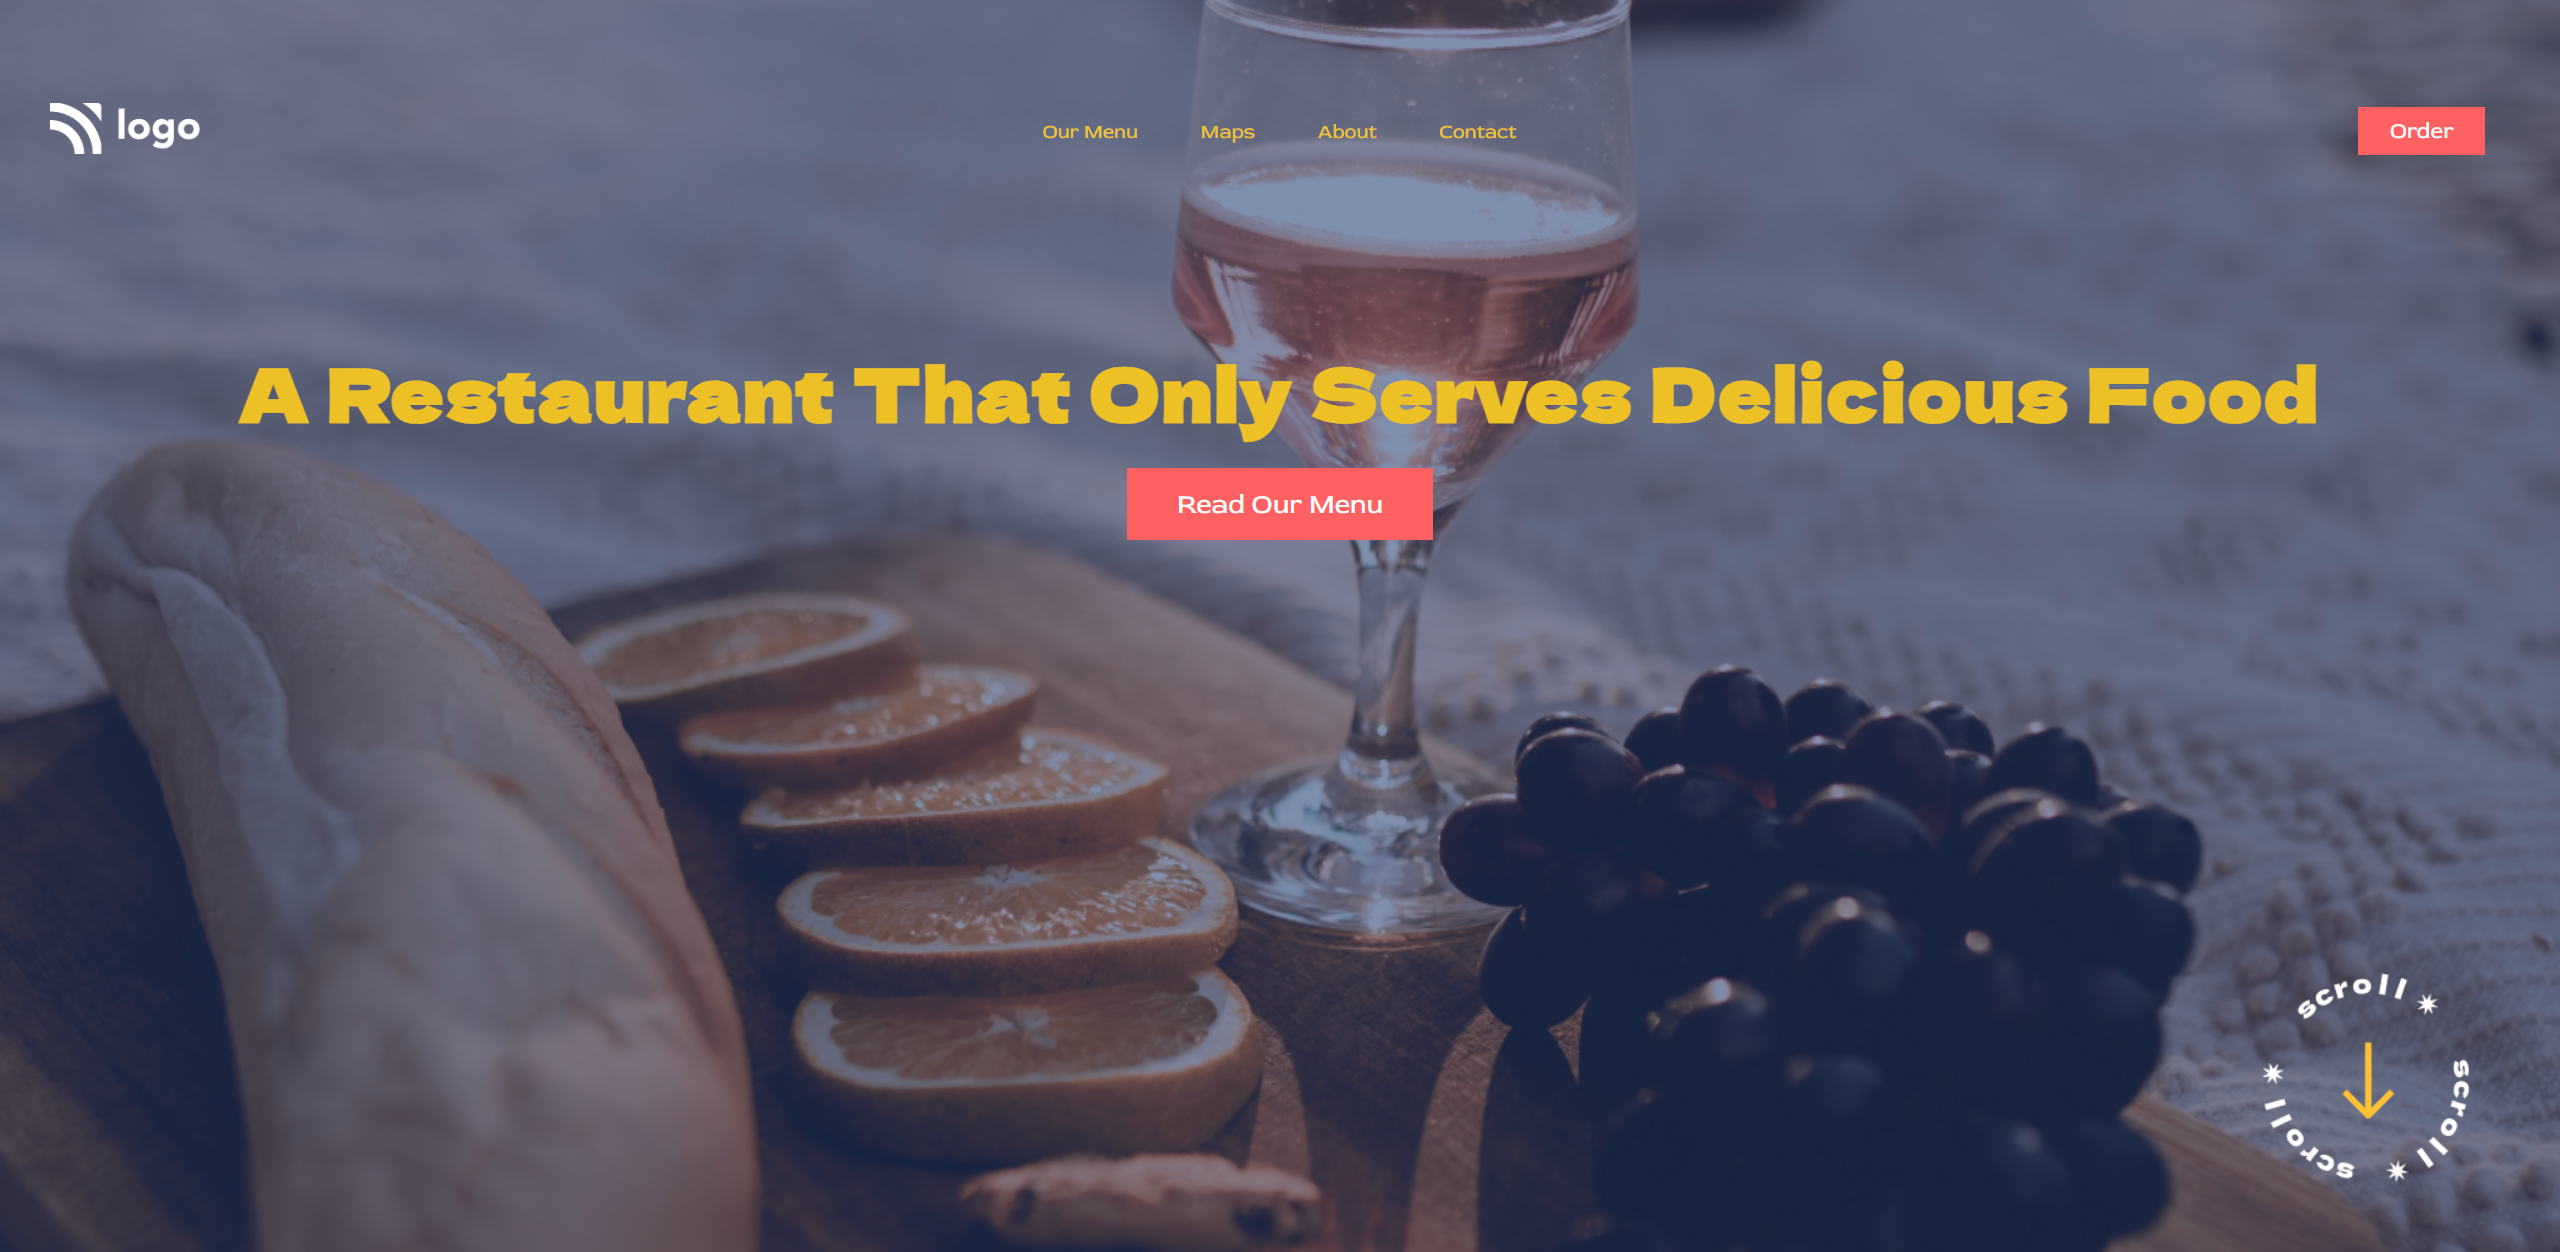 logo
Our Menu
Maps
About
Contact
Order
A Restaurant That Only Serves Delicious Food
Read Our Menu
scroll * scroll * scroll *